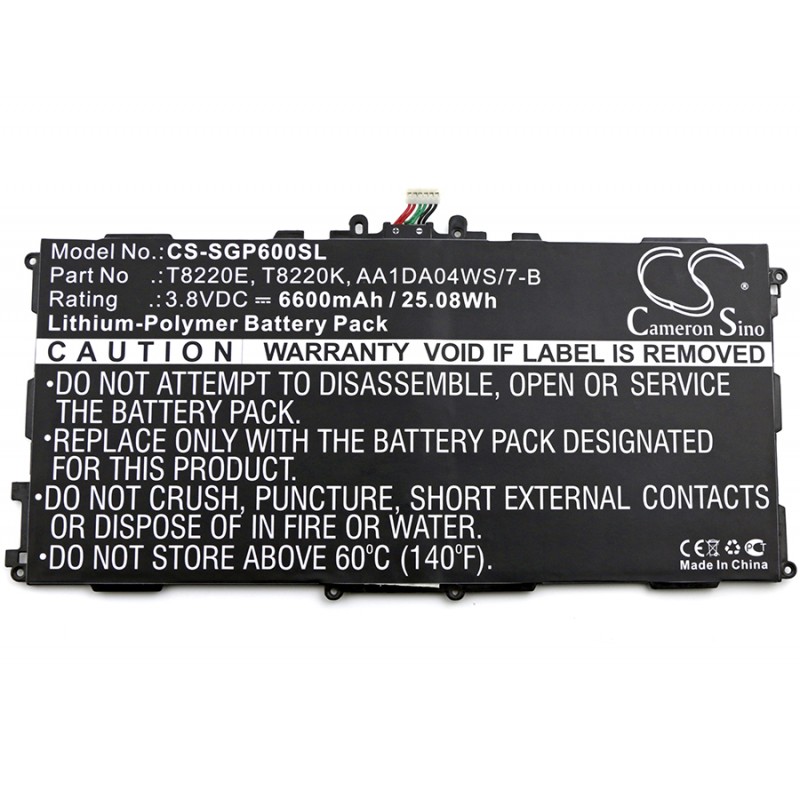 Model No.: CS-SGP600SL
Part No : T8220E, T8220K, AA1DA04WS/7-B
Rating : 3.8VDC ⎓ 6600mAh / 25.08Wh
Lithium-Polymer Battery Pack
CS
Cameron Sino
CAUTION WARRANTY VOID IF LABEL IS REMOVED
•DO NOT ATTEMPT TO DISASSEMBLE, OPEN OR SERVICE
THE BATTERY PACK.
•REPLACE ONLY WITH THE BATTERY PACK DESIGNATED
FOR THIS PRODUCT.
•DO NOT CRUSH, PUNCTURE, SHORT EXTERNAL CONTACTS
OR DISPOSE OF IN FIRE OR WATER.
•DO NOT STORE ABOVE 60°C (140°F).
CE
Made In China